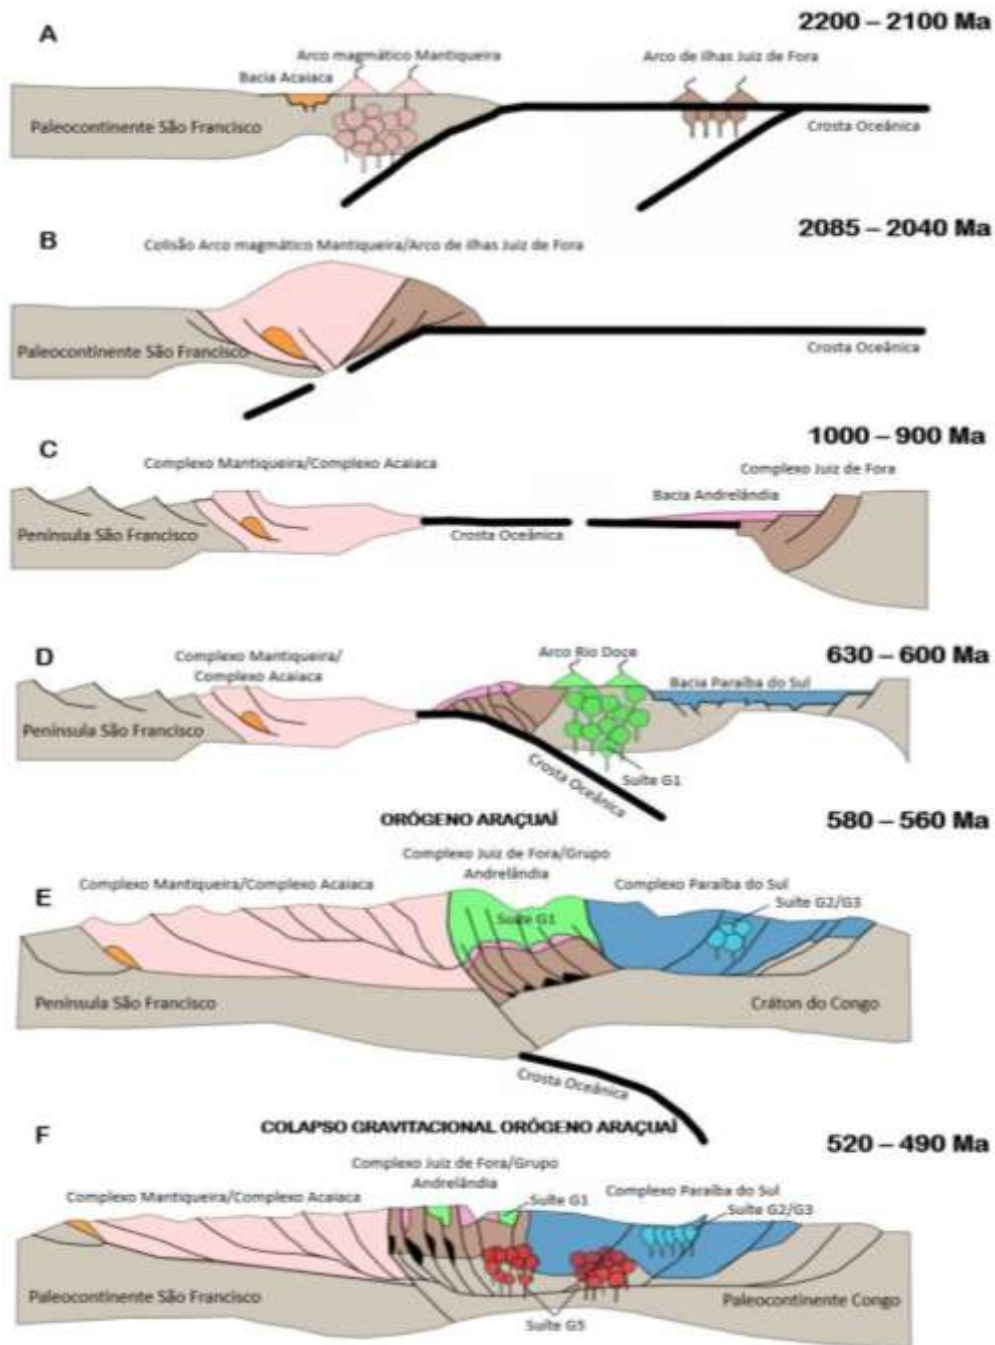 A
2200 – 2100 Ma
Arco magmático Mantiqueira
Arco de ilhas Juiz de Fora
Bacia Acaiaca
Paleocontinente São Francisco
Crosta Oceânica
B
2085 – 2040 Ma
Colisão Arco magmático Mantiqueira/Arco de ilhas Juiz de Fora
Paleocontinente São Francisco
Crosta Oceânica
C
1000 – 900 Ma
Complexo Mantiqueira/Complexo Acaiaca
Complexo Juiz de Fora
Bacia Andrelândia
Península São Francisco
Crosta Oceânica
D
630 – 600 Ma
Complexo Mantiqueira/
Complexo Acaiaca
Arco Rio Doce
Bacia Paraíba do Sul
Península São Francisco
Crosta Oceânica
Suíte G1
ORÓGENO ARAÇUAÍ
580 – 560 Ma
Complexo Juiz de Fora/Grupo
Andrelândia
Complexo Mantiqueira/Complexo Acaiaca
Complexo Paraíba do Sul
E
Suíte G2/G3
Suíte G1
Península São Francisco
Cráton do Congo
Crosta Oceânica
F
COLAPSO GRAVITACIONAL ORÓGENO ARAÇUAÍ
520 – 490 Ma
Complexo Juiz de Fora/Grupo
Andrelândia
Complexo Mantiqueira/Complexo Acaiaca
Suíte G1
Complexo Paraíba do Sul
Suíte G2/G3
Paleocontinente São Francisco
Paleocontinente Congo
Suíte G5